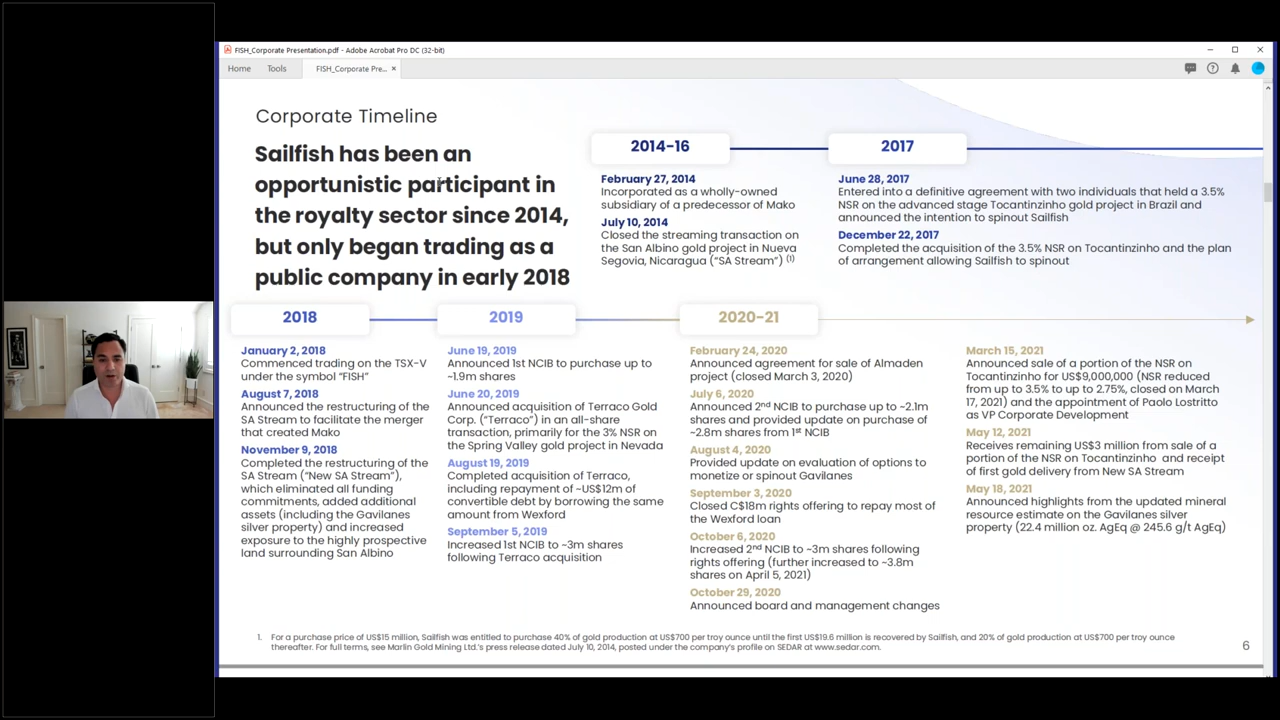 FISH_Corporate Presentation.pdf - Adobe Acrobat Pro DC (32-bit)
Home
Tools
FISH_Corporate Pre...
Corporate Timeline
Sailfish has been an
opportunistic participant in
the royalty sector since 2014,
but only began trading as a
public company in early 2018
2014-16
February 27, 2014
Incorporated as a wholly-owned
subsidiary of a predecessor of Mako
July 10, 2014
Closed the streaming transaction on
the San Albino gold project in Nueva
Segovia, Nicaragua ("SA Stream") (1)
2017
June 28, 2017
Entered into a definitive agreement with two individuals that held a 3.5%
NSR on the advanced stage Tocantinzinho gold project in Brazil and
announced the intention to spinout Sailfish
December 22, 2017
Completed the acquisition of the 3.5% NSR on Tocantinzinho and the plan
of arrangement allowing Sailfish to spinout
2018
January 2, 2018
Commenced trading on the TSX-V
under the symbol "FISH"
August 7, 2018
Announced the restructuring of the
SA Stream to facilitate the merger
that created Mako
November 9, 2018
Completed the restructuring of the
SA Stream ("New SA Stream"),
which eliminated all funding
commitments, added additional
assets (including the Gavilanes
silver property) and increased
exposure to the highly prospective
land surrounding San Albino
2019
June 19, 2019
Announced 1st NCIB to purchase up to
~1.9m shares
June 20, 2019
Announced acquisition of Terraco Gold
Corp. ("Terraco") in an all-share
transaction, primarily for the 3% NSR on
the Spring Valley gold project in Nevada
August 19, 2019
Completed acquisition of Terraco,
including repayment of ~US$12m of
convertible debt by borrowing the same
amount from Wexford
September 5, 2019
Increased 1st NCIB to ~3m shares
following Terraco acquisition
2020-21
February 24, 2020
Announced agreement for sale of Almaden
project (closed March 3, 2020)
July 6, 2020
Announced 2nd NCIB to purchase up to ~2.1m
shares and provided update on purchase of
~2.8m shares from 1st NCIB
August 4, 2020
Provided update on evaluation of options to
monetize or spinout Gavilanes
September 3, 2020
Closed C$18m rights offering to repay most of
the Wexford loan
October 6, 2020
Increased 2nd NCIB to ~3m shares following
rights offering (further increased to ~3.8m
shares on April 5, 2021)
October 29, 2020
Announced board and management changes
March 15, 2021
Announced sale of a portion of the NSR on
Tocantinzinho for US$9,000,000 (NSR reduced
from up to 3.5% to up to 2.75%, closed on March
17, 2021) and the appointment of Paolo Lostritto
as VP Corporate Development
May 12, 2021
Receives remaining US$3 million from sale of a
portion of the NSR on Tocantinzinho and receipt
of first gold delivery from New SA Stream
May 18, 2021
Announced highlights from the updated mineral
resource estimate on the Gavilanes silver
property (22.4 million oz. AgEq @ 245.6 g/t AgEq)
1. For a purchase price of US$15 million, Sailfish was entitled to purchase 40% of gold production at US$700 per troy ounce until the first US$19.6 million is recovered by Sailfish, and 20% of gold production at US$700 per troy ounce
thereafter. For full terms, see Marlin Gold Mining Ltd.'s press release dated July 10, 2014, posted under the company's profile on SEDAR at www.sedar.com.
6